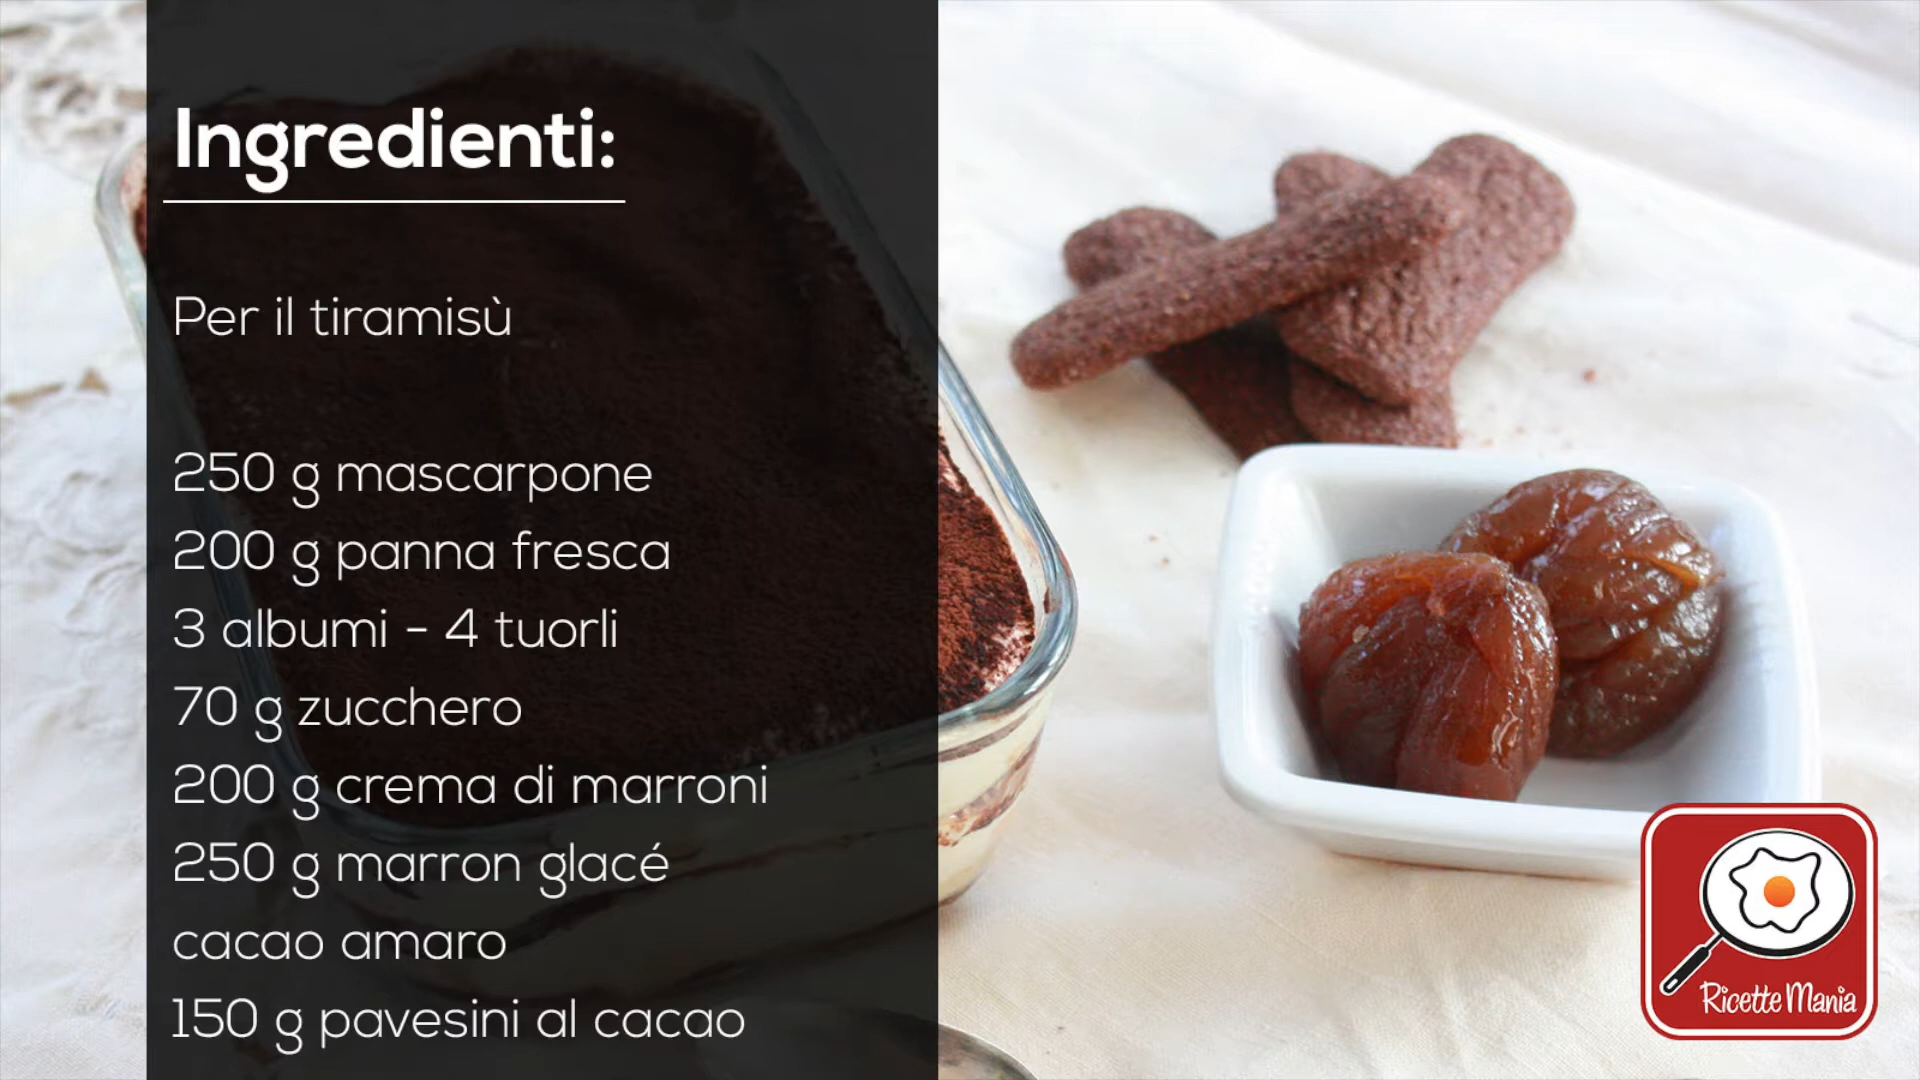 Ingredienti:
Per il tiramisù
250 g mascarpone
200 g panna fresca
3 albumi - 4 tuorli
70 g zucchero
200 g crema di marroni
250 g marron glacé
cacao amaro
150 g pavesini al cacao
Ricette Mania